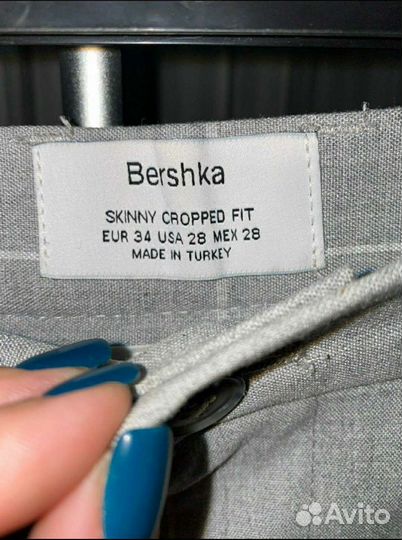 Bershka
SKINNY CROPPED FIT
EUR 34 USA 28 MEX 28
MADE IN TURKEY
Avito